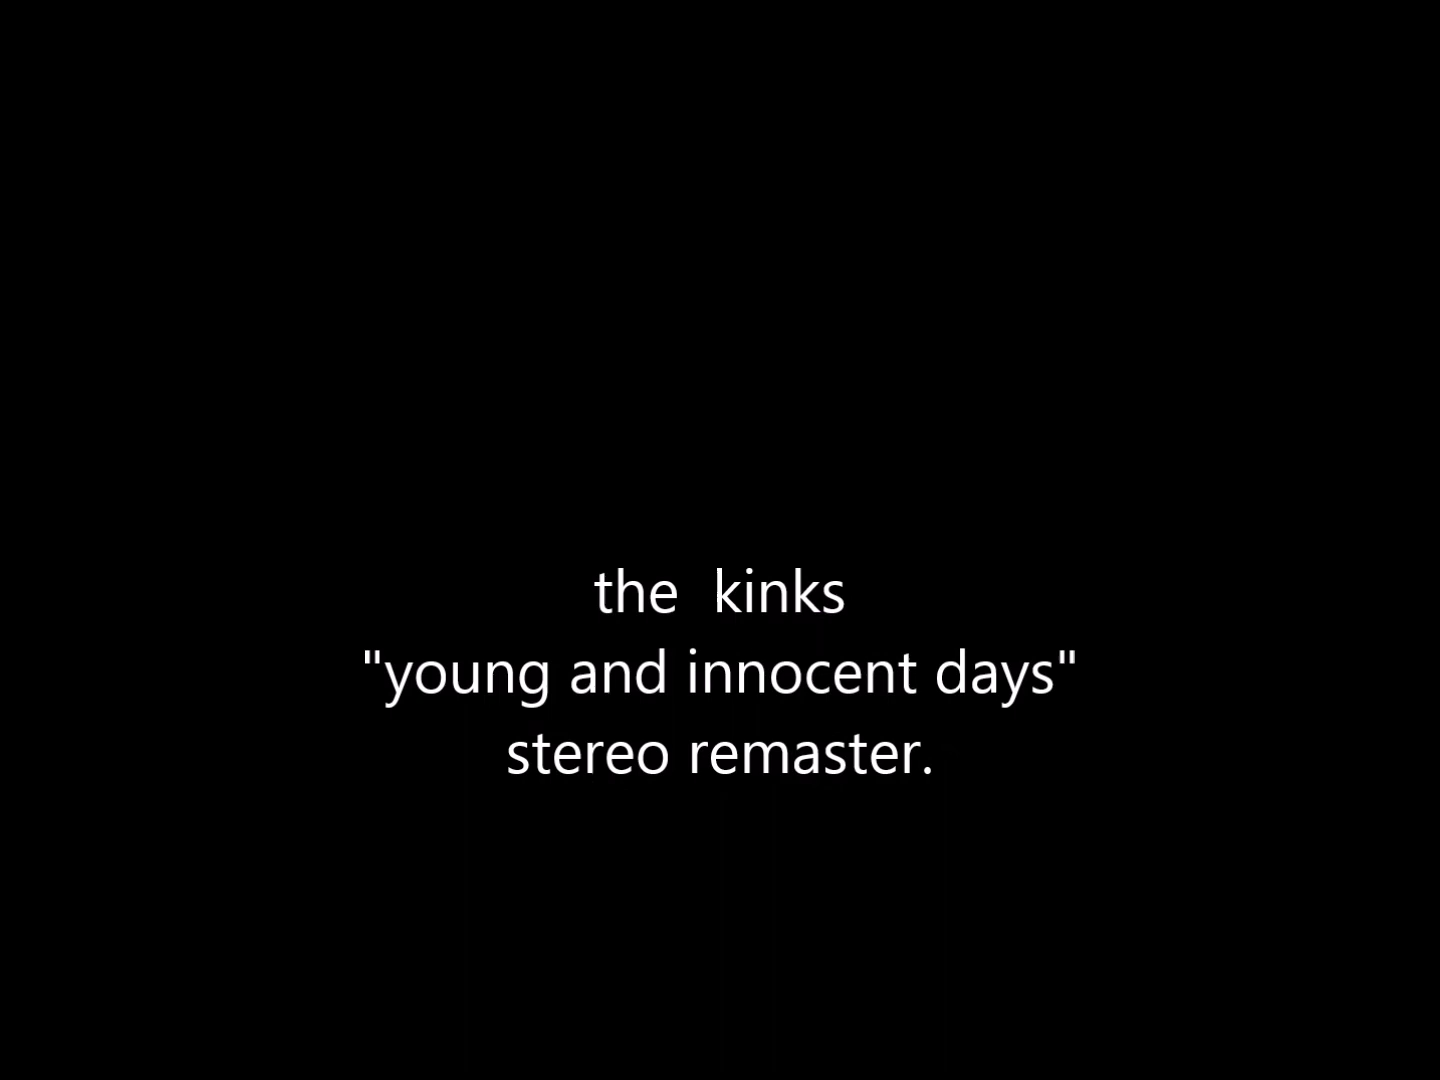 the  kinks
"young and innocent days"
stereo remaster.